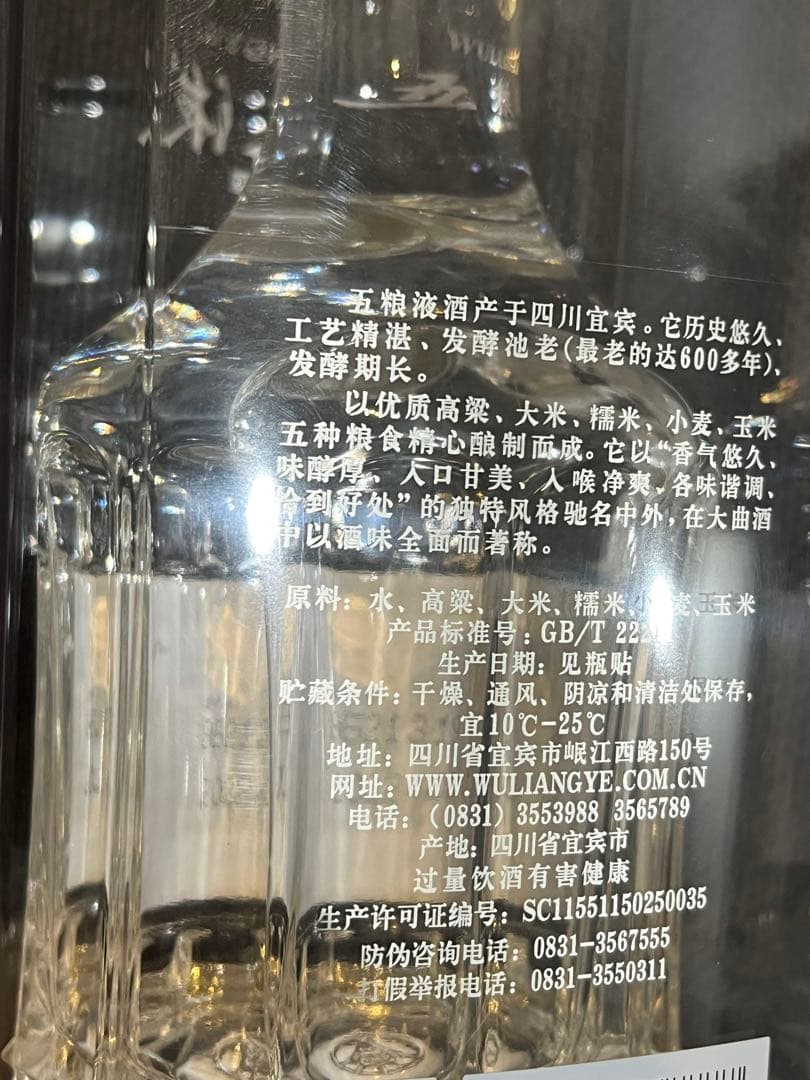 五粮液酒产于四川宜宾。它历史悠久、
工艺精湛、发酵池老(最老的达600多年)、
发酵期长。
以优质高粱、大米、糯米、小麦、玉米
五种粮食精心酿制而成。它以“香气悠久、
味醇厚、入口甘美、入喉净爽、各味谐调、
恰到好处”的独特风格驰名中外，在大曲酒
中以酒味全面而著称。
原料：水、高粱、大米、糯米、小麦、玉米
产品标准号：GB/T 222
生产日期：见瓶贴
贮藏条件：干燥、通风、阴凉和清洁处保存，
宜10℃-25℃
地址：四川省宜宾市岷江西路150号
网址：WWW.WULIANGYE.COM.CN
电话：（0831）3553988 3565789
产地：四川省宜宾市
过量饮酒有害健康
生产许可证编号：SC11551150250035
防伪咨询电话：0831-3567555
打假举报电话：0831-3550311